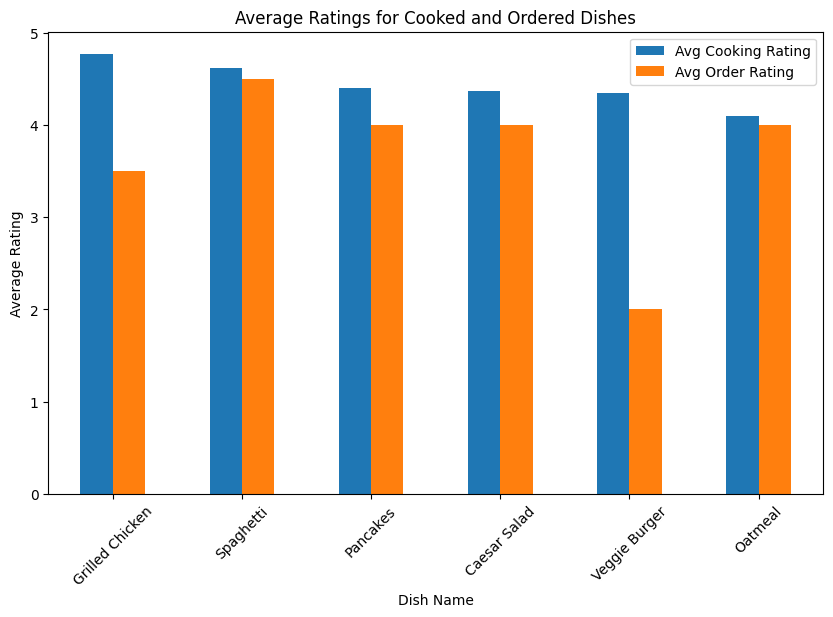 Average Ratings for Cooked and Ordered Dishes
Avg Cooking Rating
Avg Order Rating
Average Rating
5
4
3
2
1
0
Grilled Chicken
Spaghetti
Pancakes
Caesar Salad
Veggie Burger
Oatmeal
Dish Name